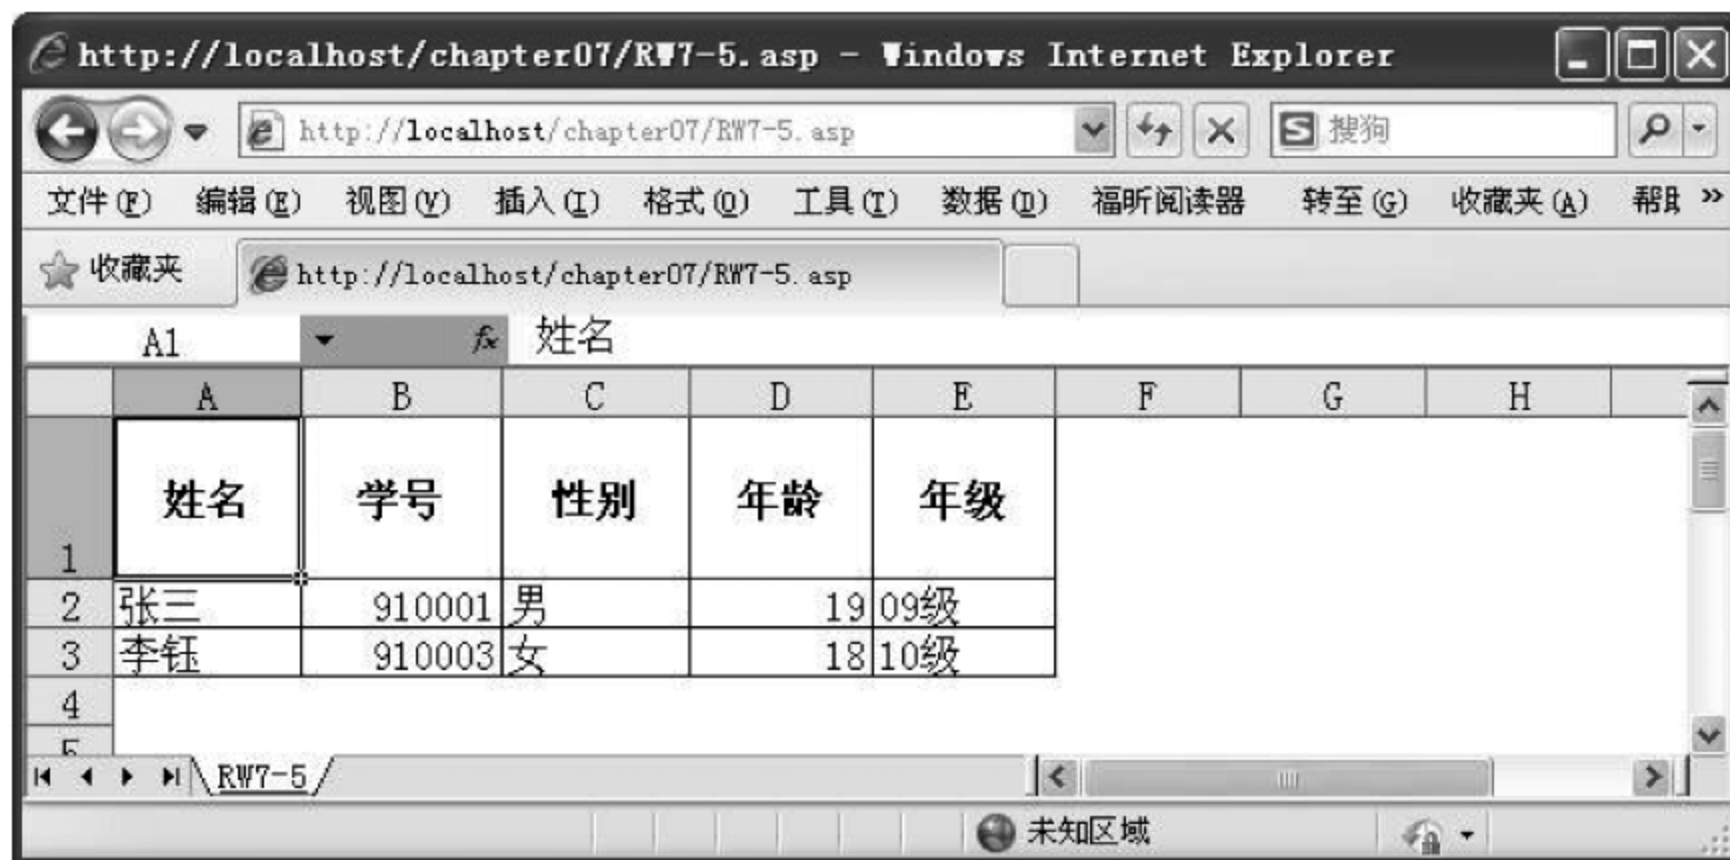 http://localhost/chapter07/RW7-5.asp - Windows Internet Explorer
http://localhost/chapter07/RW7-5.asp 搜狗
文件(F) 编辑(E) 视图(V) 插入(I) 格式(O) 工具(T) 数据(D) 福昕阅读器 转至(G) 收藏夹(A) 帮助 »
收藏夹 http://localhost/chapter07/RW7-5.asp
A1 fx 姓名
A B C D E F G H
1 姓名 学号 性别 年龄 年级
2 张三 910001 男 19 09级
3 李钰 910003 女 18 10级
4
5
RW7-5
未知区域